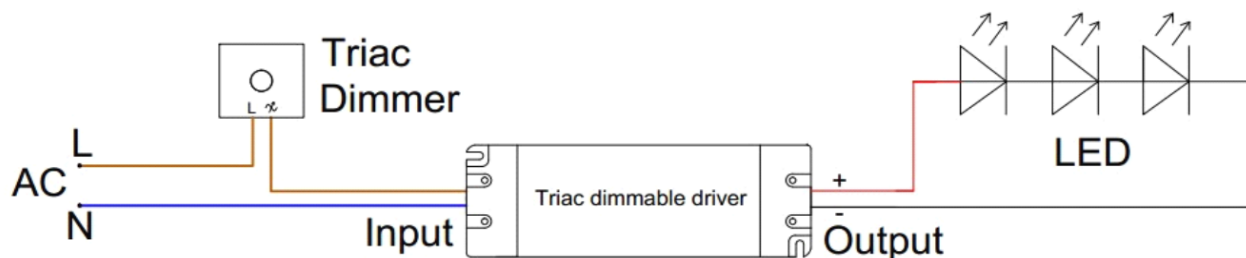 Triac
Dimmer
L
L
AC
N
Input
Triac dimmable driver
+
-
Output
LED